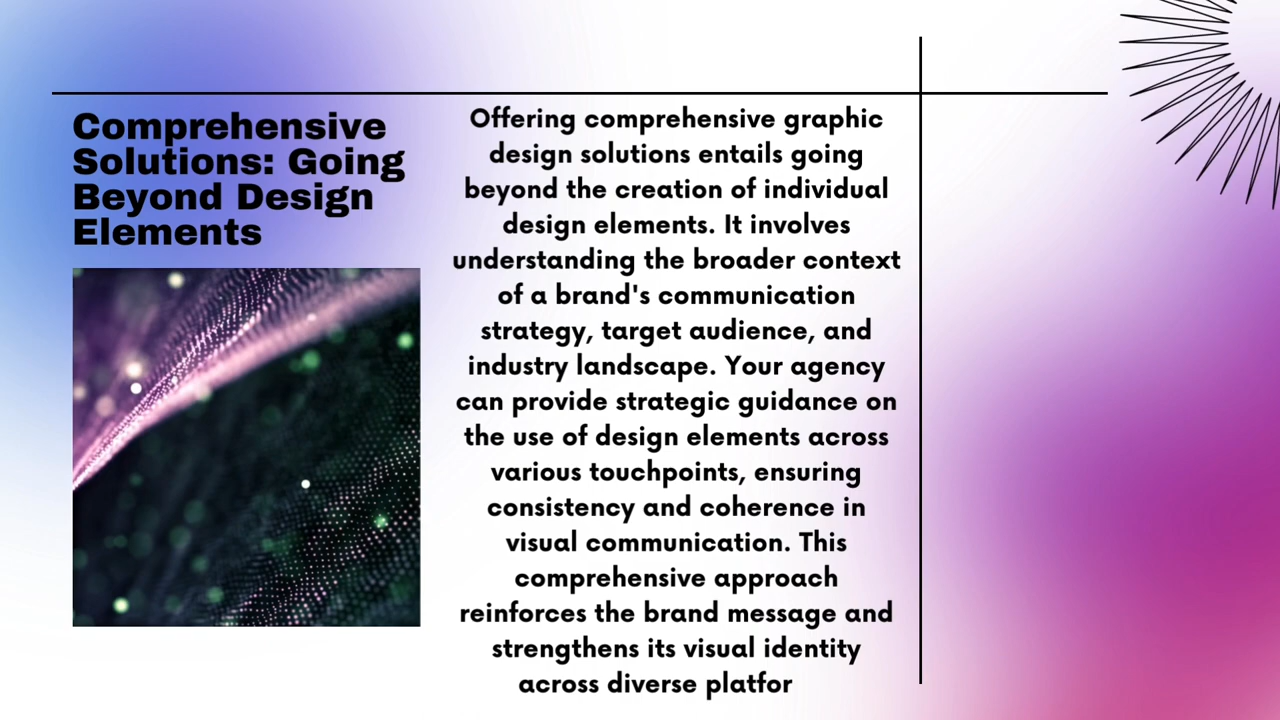 Comprehensive
Solutions: Going
Beyond Design
Elements
Offering comprehensive graphic
design solutions entails going
beyond the creation of individual
design elements. It involves
understanding the broader context
of a brand's communication
strategy, target audience, and
industry landscape. Your agency
can provide strategic guidance on
the use of design elements across
various touchpoints, ensuring
consistency and coherence in
visual communication. This
comprehensive approach
reinforces the brand message and
strengthens its visual identity
across diverse platfor